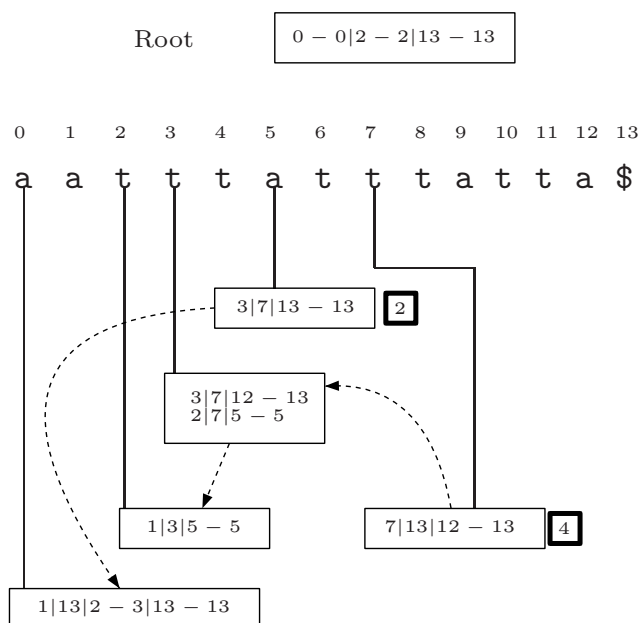 Root 0 − 0|2 − 2|13 − 13
0 1 2 3 4 5 6 7 8 9 10 11 12 13
a a t t t a t t t a t t a $
3|7|13 − 13 2
3|7|12 − 13
2|7|5 − 5
1|3|5 − 5 7|13|12 − 13 4
1|13|2 − 3|13 − 13